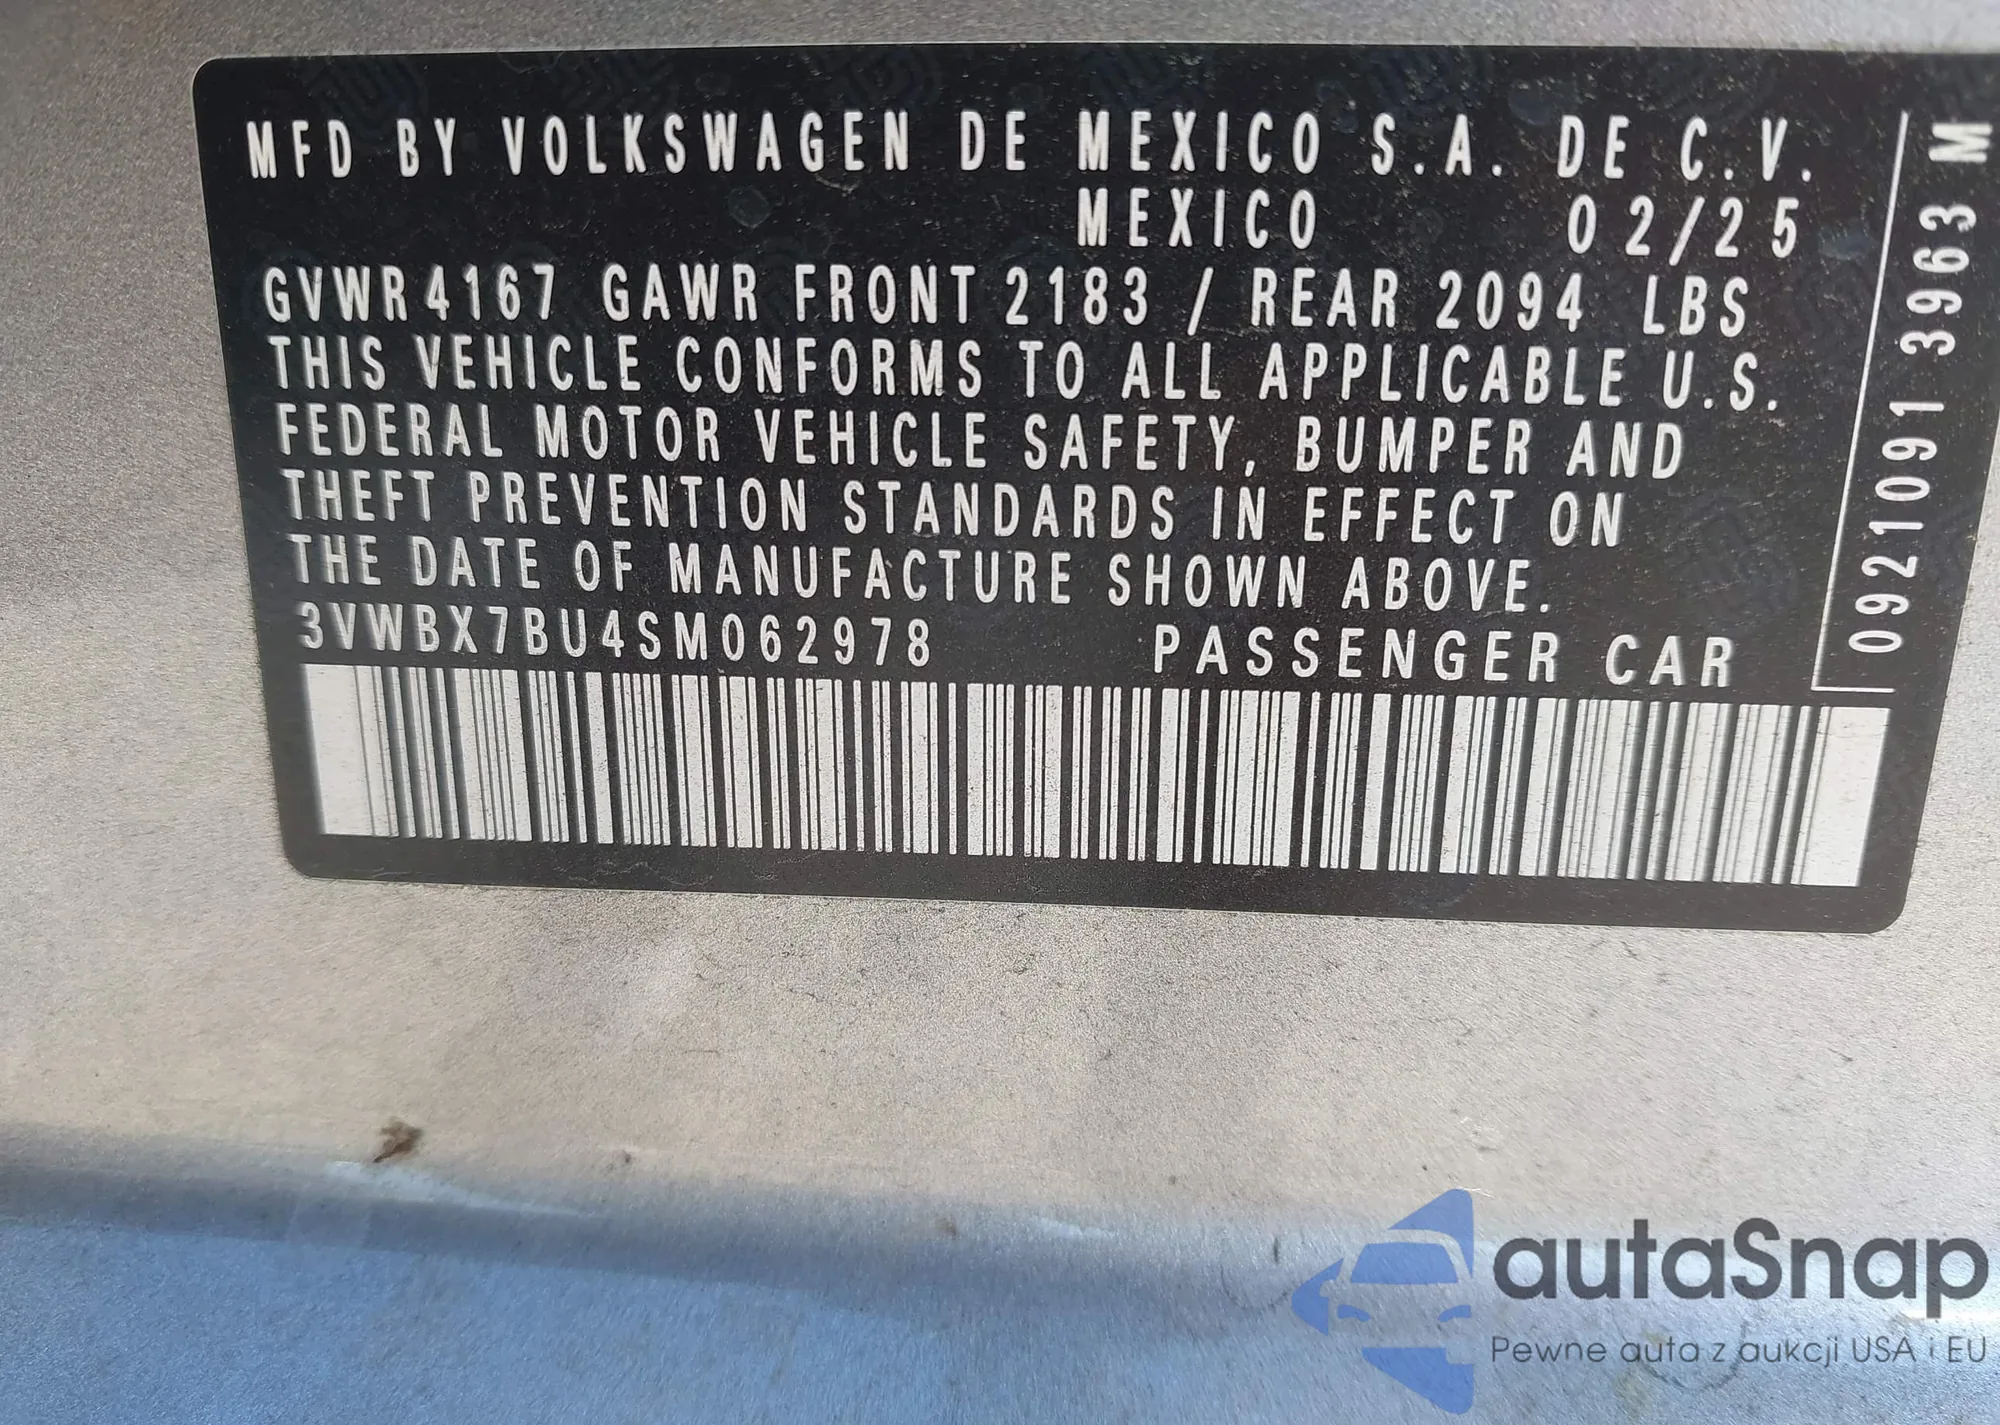 MFD BY VOLKSWAGEN DE MEXICO S.A. DE C.V.
MEXICO 02/25
GVWR 4167 GAWR FRONT 2183 / REAR 2094 LBS
THIS VEHICLE CONFORMS TO ALL APPLICABLE U.S.
FEDERAL MOTOR VEHICLE SAFETY, BUMPER AND
THEFT PREVENTION STANDARDS IN EFFECT ON
THE DATE OF MANUFACTURE SHOWN ABOVE.
3VWBX7BU4SM062978 PASSENGER CAR
0921091 3963 M
autaSnap
Pewne auta z aukcji USA i EU